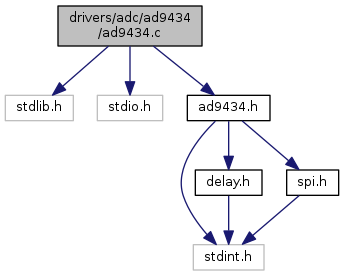 drivers/adc/ad9434
/ad9434.c
stdlib.h
stdio.h
ad9434.h
delay.h
spi.h
stdint.h